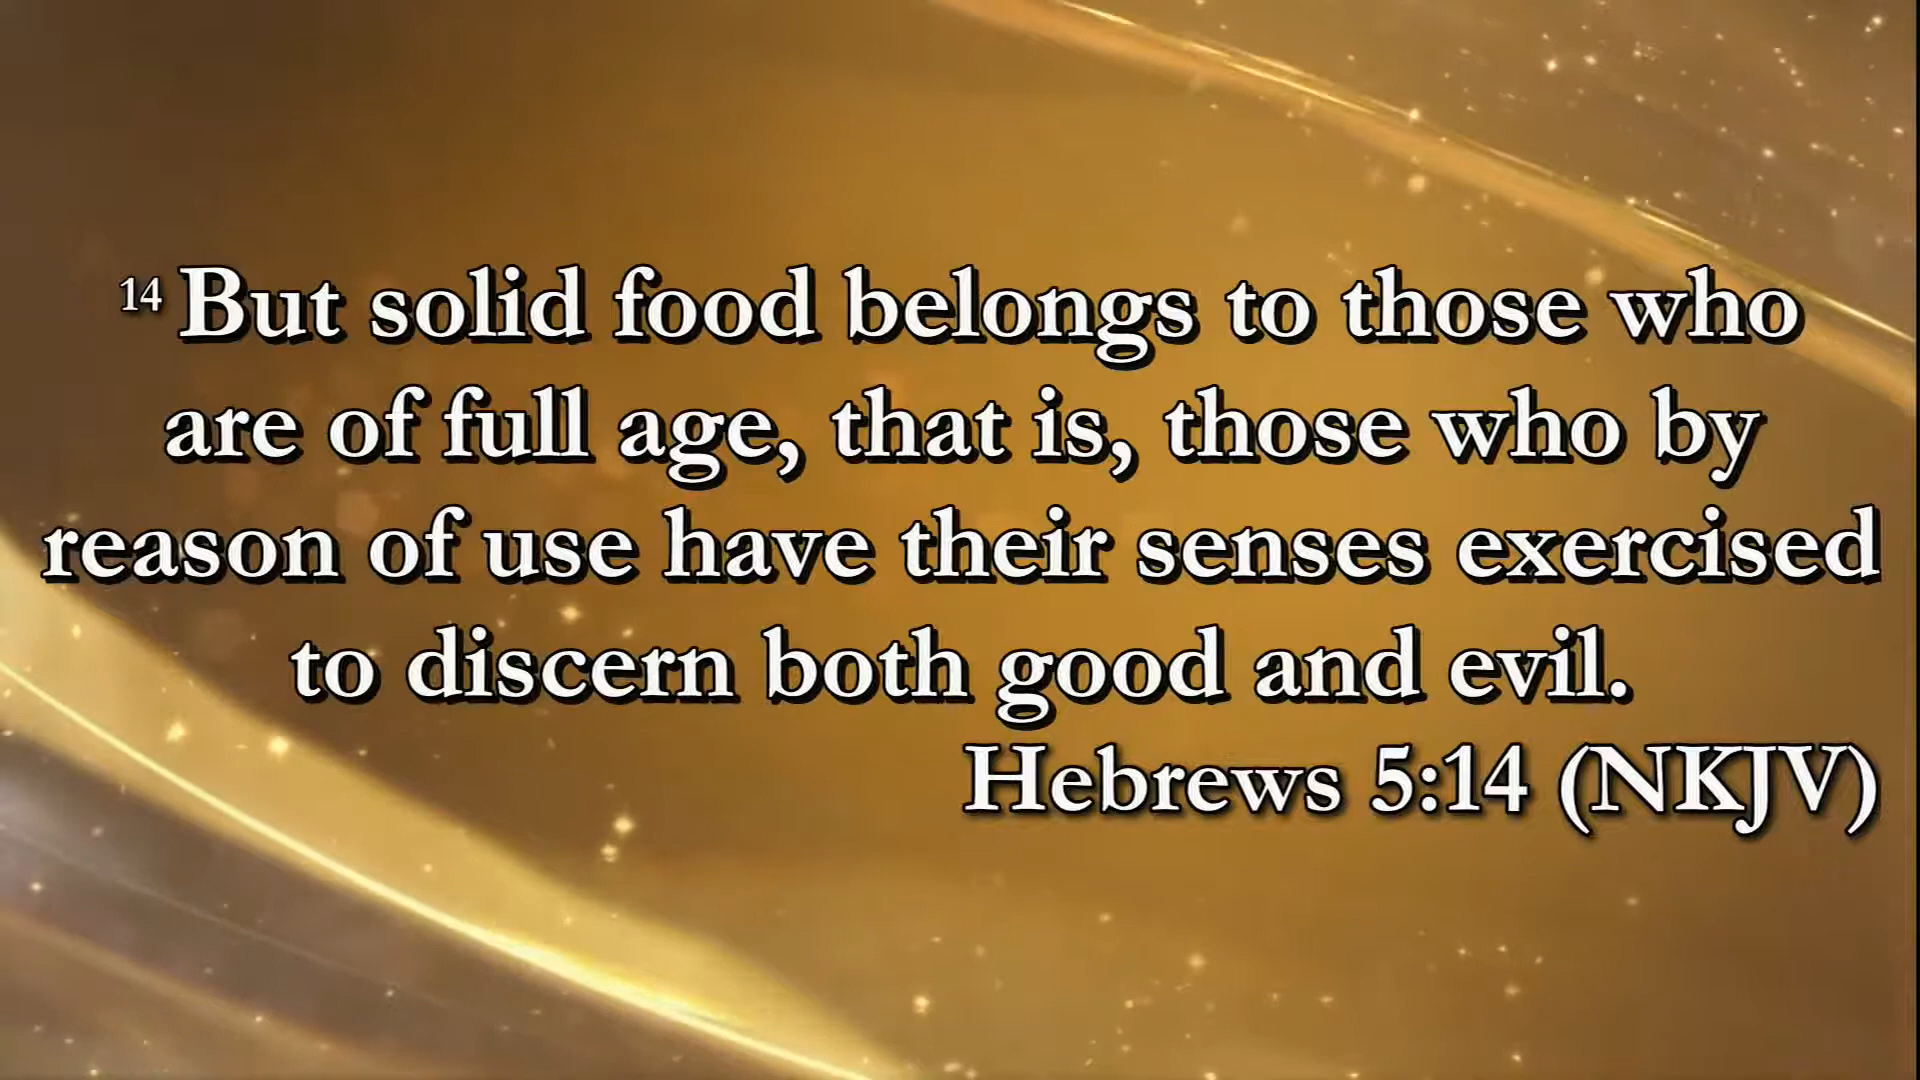 14 But solid food belongs to those who
are of full age, that is, those who by
reason of use have their senses exercised
to discern both good and evil.
Hebrews 5:14 (NKJV)